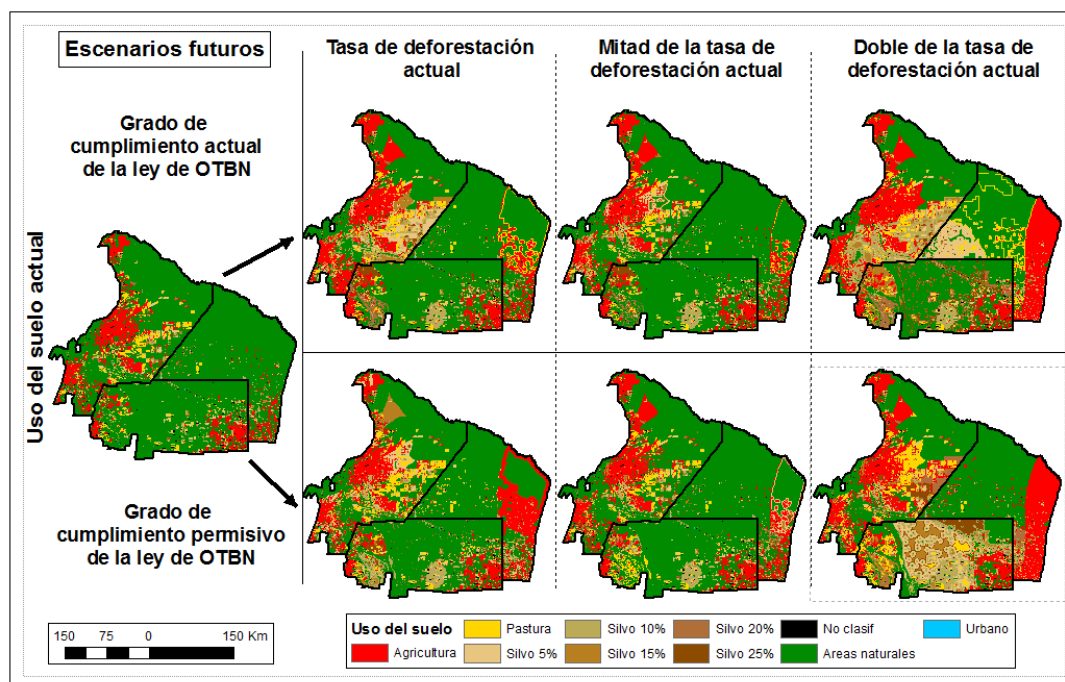 Escenarios futuros
Tasa de deforestación
actual
Mitad de la tasa de
deforestación actual
Doble de la tasa de
deforestación actual
Grado de
cumplimiento actual
de la ley de OTBN
Uso del suelo actual
Grado de
cumplimiento permisivo
de la ley de OTBN
150 75 0 150 Km
Uso del suelo
Pastura
Silvo 10%
Silvo 20%
No clasif
Urbano
Agricultura
Silvo 5%
Silvo 15%
Silvo 25%
Areas naturales